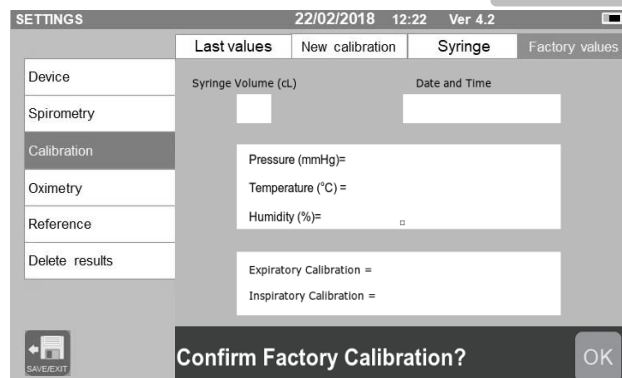 SETTINGS 22/02/2018 12:22 Ver 4.2
Last values New calibration Syringe Factory values
Device
Spirometry
Calibration
Oximetry
Reference
Delete results
Syringe Volume (cL) Date and Time
Pressure (mmHg)=
Temperature (°C) =
Humidity (%)=
Expiratory Calibration =
Inspiratory Calibration =
SAVE/EXIT
Confirm Factory Calibration? OK